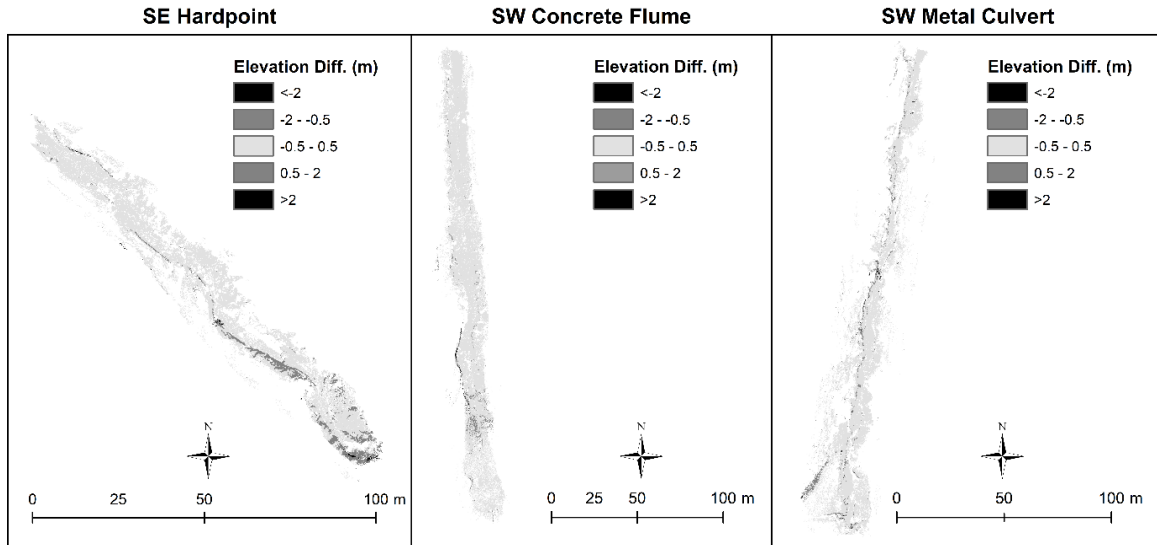 SE Hardpoint
Elevation Diff. (m)
<-2
-2 - -0.5
-0.5 - 0.5
0.5 - 2
>2
N
0 25 50 100 m
SW Concrete Flume
Elevation Diff. (m)
<-2
-2 - -0.5
-0.5 - 0.5
0.5 - 2
>2
N
0 25 50 100 m
SW Metal Culvert
Elevation Diff. (m)
<-2
-2 - -0.5
-0.5 - 0.5
0.5 - 2
>2
N
0 50 100 m